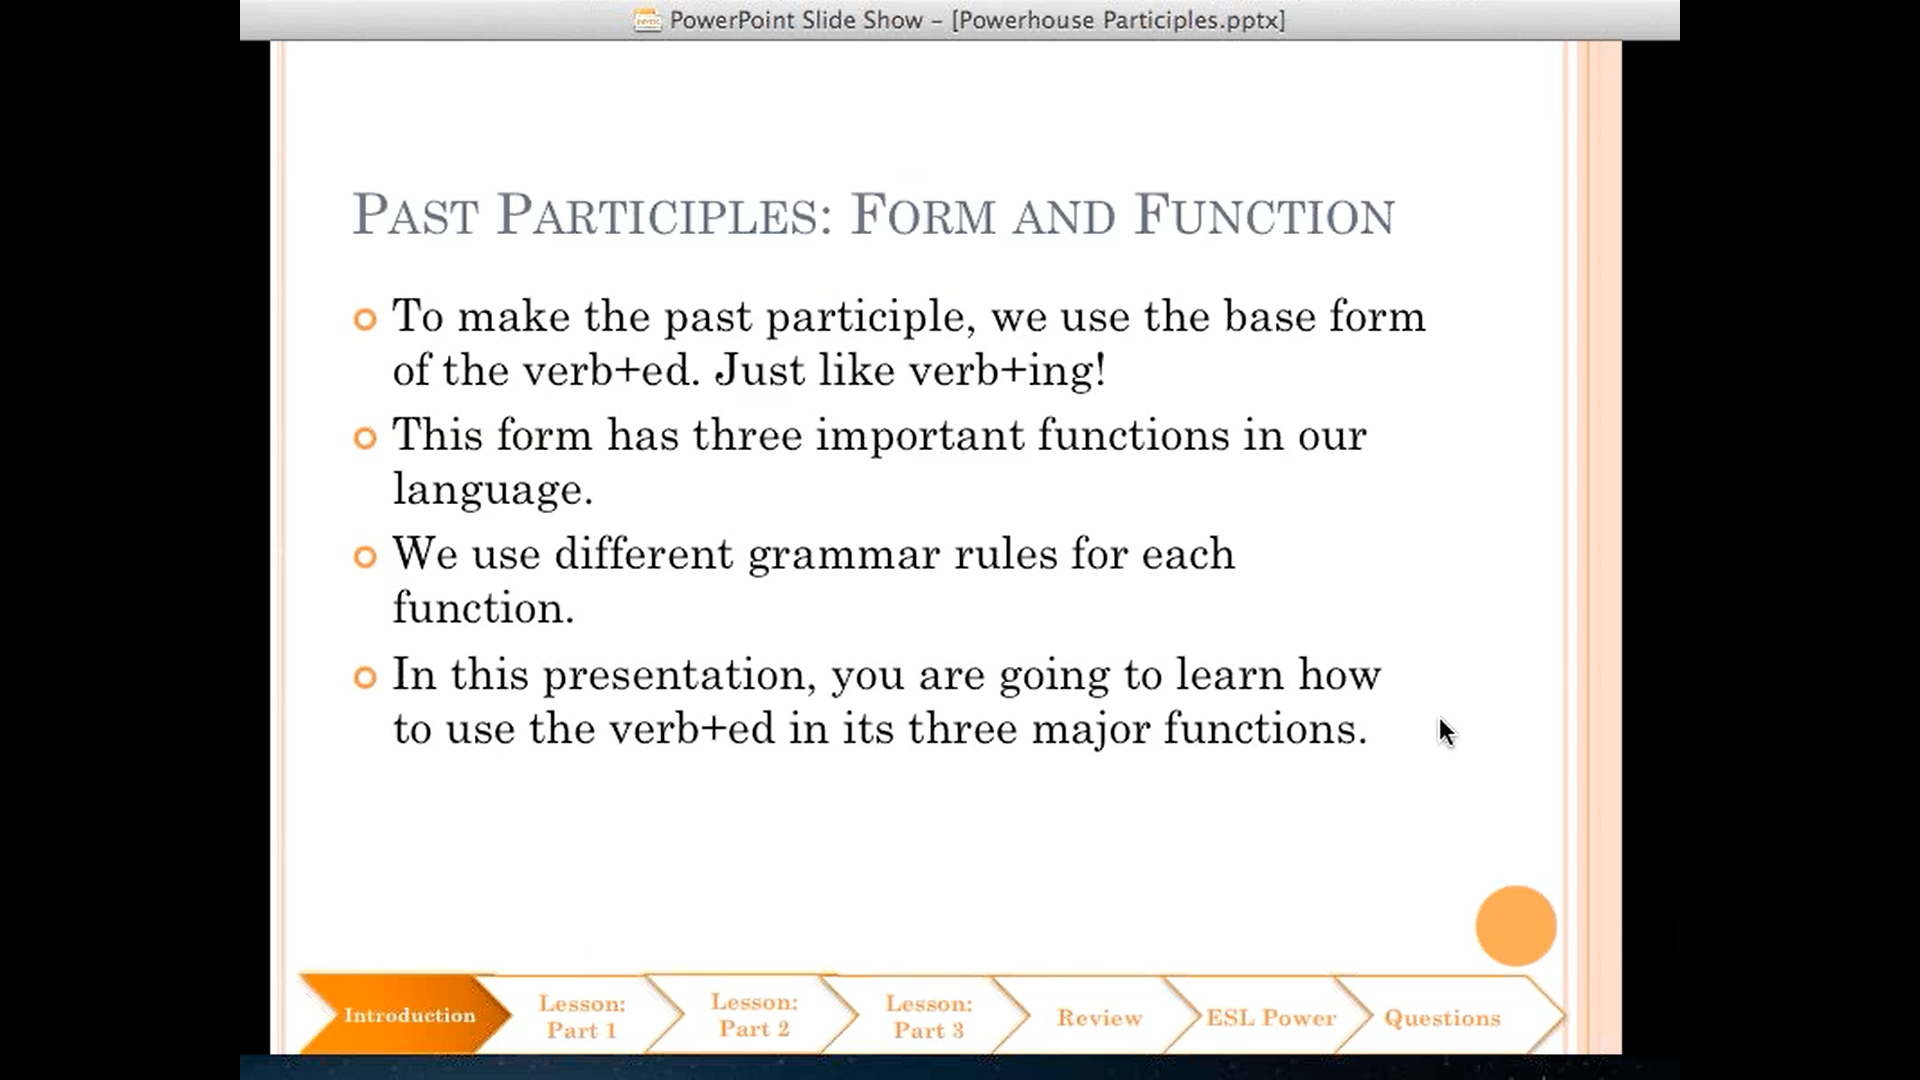 PowerPoint Slide Show – [Powerhouse Participles.pptx]
PAST PARTICIPLES: FORM AND FUNCTION
To make the past participle, we use the base form
of the verb+ed. Just like verb+ing!
This form has three important functions in our
language.
We use different grammar rules for each
function.
In this presentation, you are going to learn how
to use the verb+ed in its three major functions.
Introduction
Lesson:
Part 1
Lesson:
Part 2
Lesson:
Part 3
Review
ESL Power
Questions